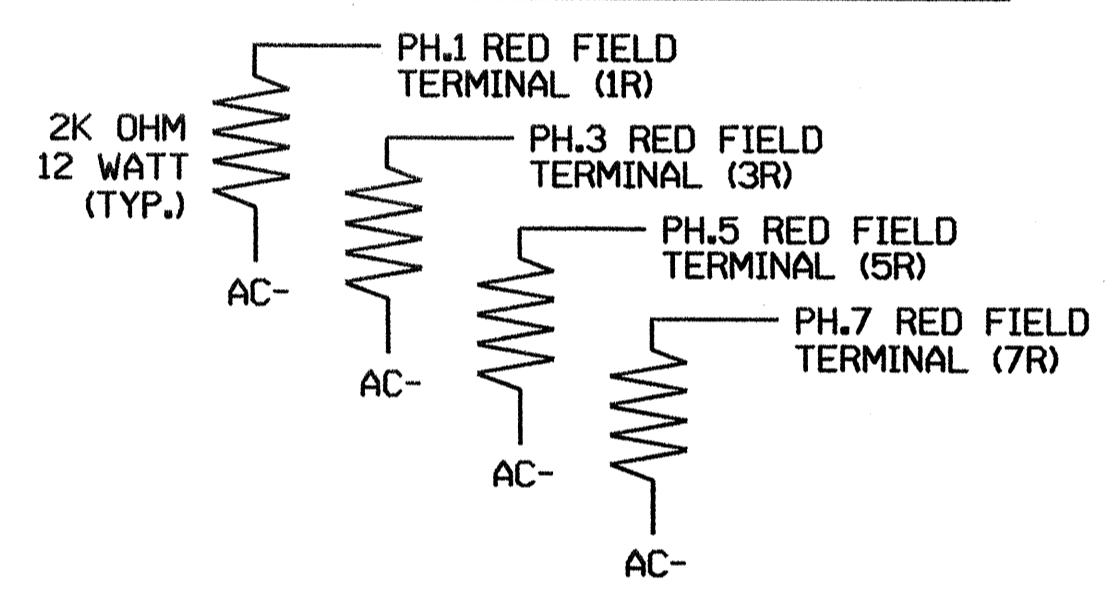 PH.1 RED FIELD
TERMINAL (1R)
2K OHM
12 WATT
(TYP.)
AC-
PH.3 RED FIELD
TERMINAL (3R)
AC-
PH.5 RED FIELD
TERMINAL (5R)
AC-
PH.7 RED FIELD
TERMINAL (7R)
AC-